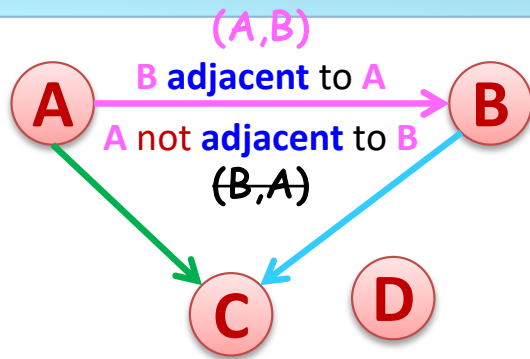 (A,B)
B adjacent to A
A
B
A not adjacent to B
(B,A)
C
D